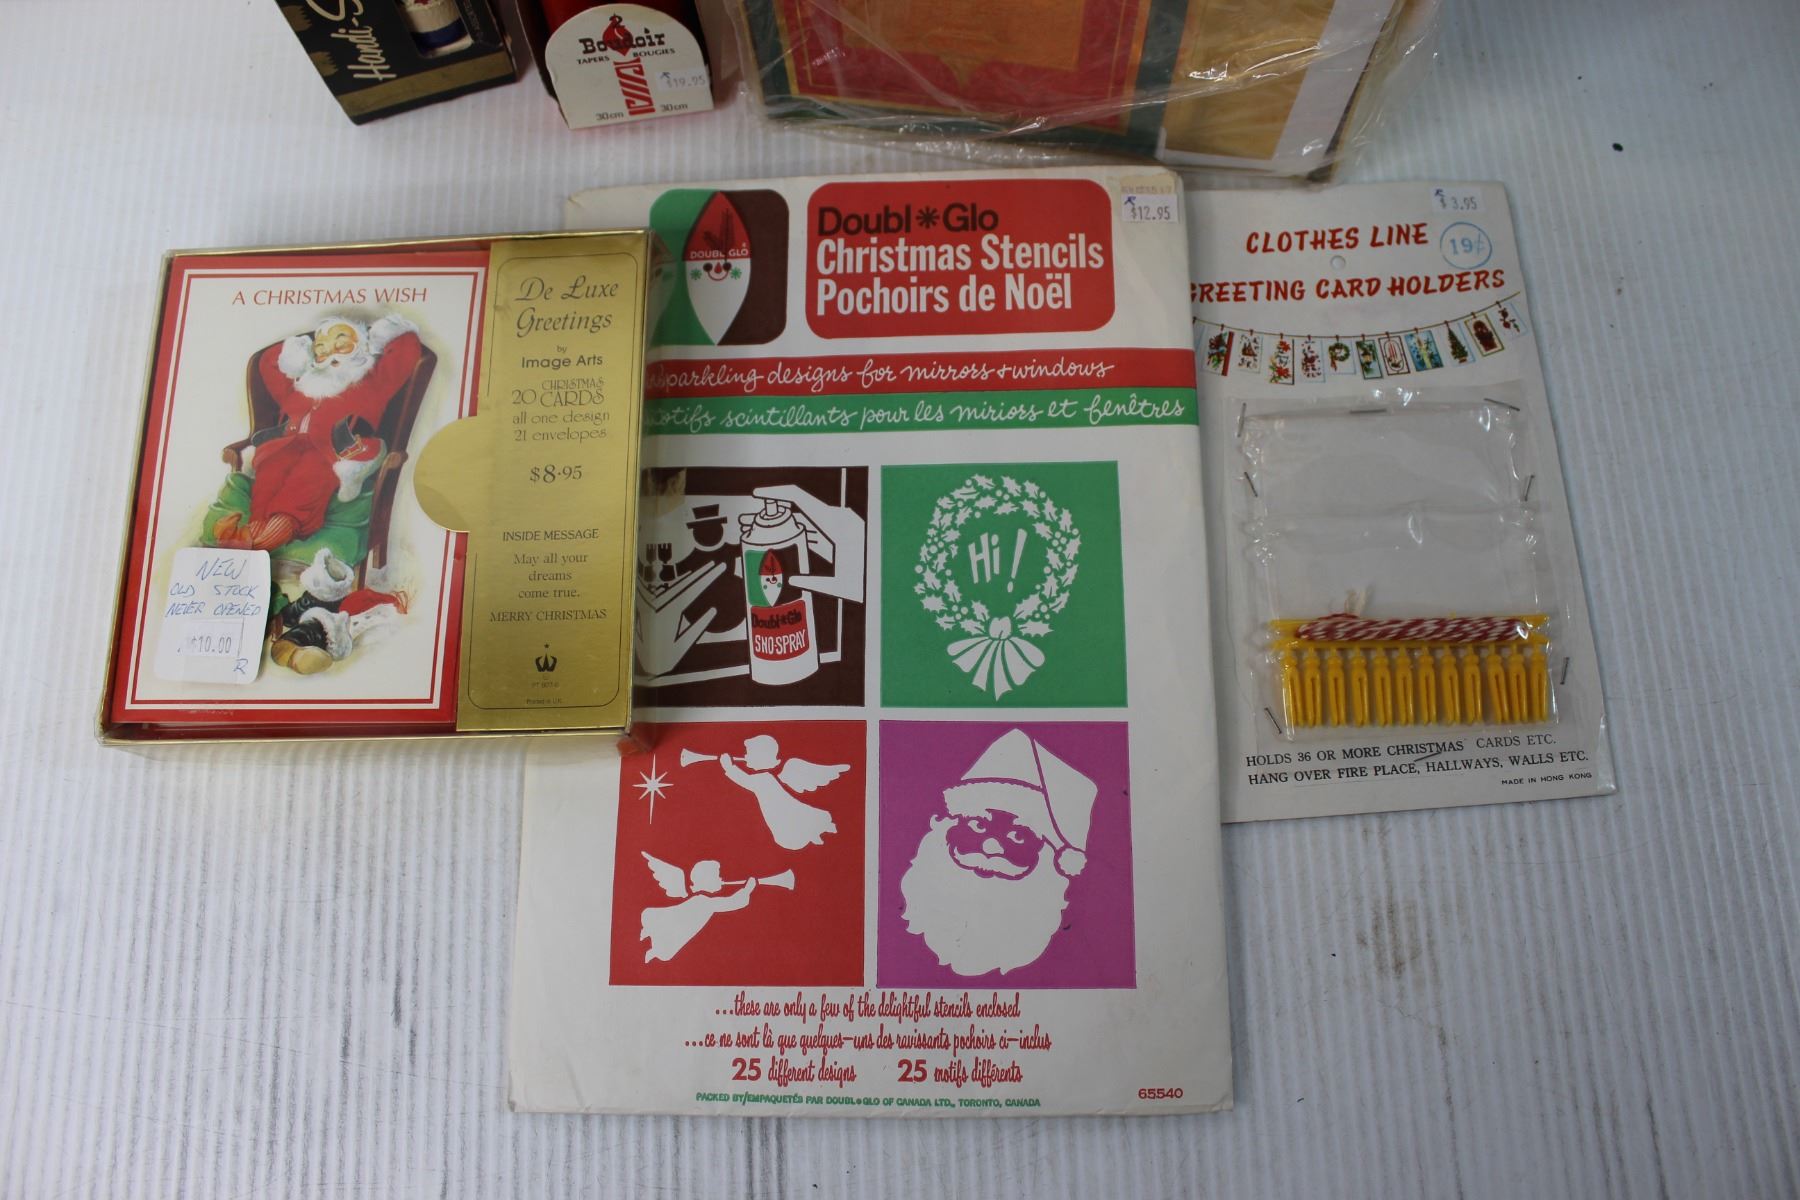 Handi-S
Boudoir
TAPERS BOUGIES
$19.95
30cm 30cm
A CHRISTMAS WISH
NEW
OLD STOCK
NEVER OPENED
$10.00
R
De Luxe
Greetings
by
Image Arts
20 CHRISTMAS CARDS
all one design
21 envelopes
$8.95
INSIDE MESSAGE
May all your
dreams
come true.
MERRY CHRISTMAS
Printed in U.K.
DOUBL GLO
Doubl*Glo
Christmas Stencils
Pochoirs de Noël
$12.95
sparkling designs for mirrors + windows
motifs scintillants pour les miriors et fenêtres
Doubl*Glo
SNO-SPRAY
Hi!
...these are only a few of the delightful stencils enclosed
...ce ne sont là que quelques-uns des ravissants pochoirs ci-inclus
25 different designs 25 motifs différents
PACKED BY/EMPAQUETÉS PAR DOUBL*GLO OF CANADA LTD., TORONTO, CANADA
65540
$3.95
CLOTHES LINE
19¢
GREETING CARD HOLDERS
HOLDS 36 OR MORE CHRISTMAS CARDS ETC.
HANG OVER FIRE PLACE, HALLWAYS, WALLS ETC.
MADE IN HONG KONG